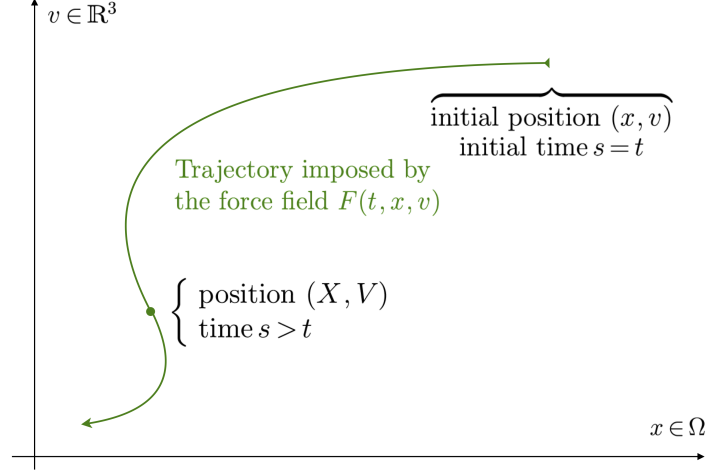 v ∈ ℝ³
initial position (x, v)
initial time s = t
Trajectory imposed by
the force field F(t, x, v)
position (X, V)
time s > t
x ∈ Ω